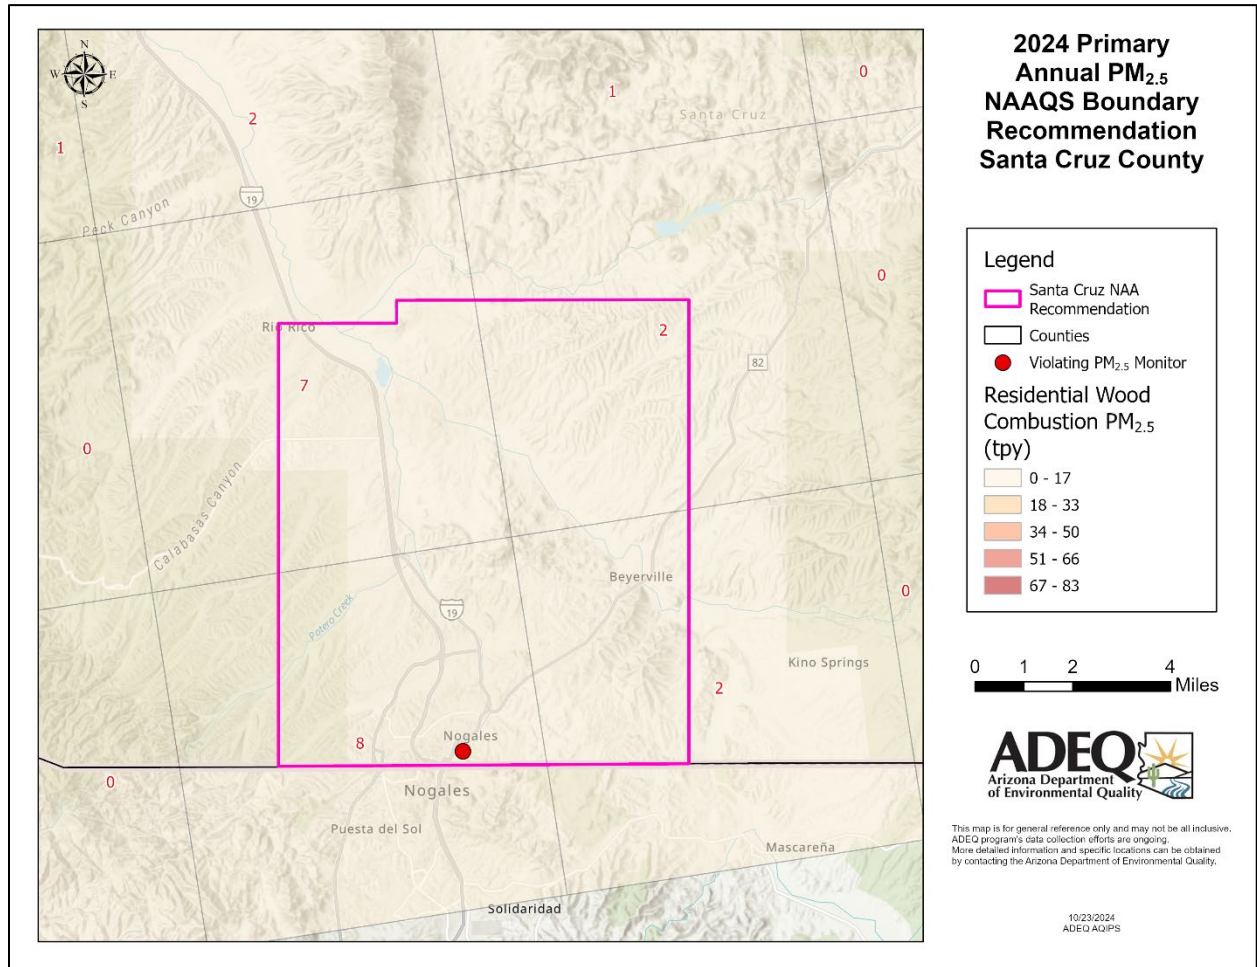 2024 Primary
Annual PM2.5
NAAQS Boundary
Recommendation
Santa Cruz County
N
W E
S
0
1
2
Santa Cruz
1
19
Peck Canyon
0
Rio Rico
2
82
7
0
Calabasas Canyon
Beyerville
0
Potero Creek
19
Kino Springs
2
8
Nogales
0
Nogales
Puesta del Sol
Mascareña
Solidaridad
Legend
Santa Cruz NAA
Recommendation
Counties
Violating PM2.5 Monitor
Residential Wood
Combustion PM2.5
(tpy)
0 - 17
18 - 33
34 - 50
51 - 66
67 - 83
0 1 2 4
Miles
ADEQ
Arizona Department
of Environmental Quality
This map is for general reference only and may not be all inclusive.
ADEQ program's data collection efforts are ongoing.
More detailed information and specific locations can be obtained
by contacting the Arizona Department of Environmental Quality.
10/23/2024
ADEQ AQIPS